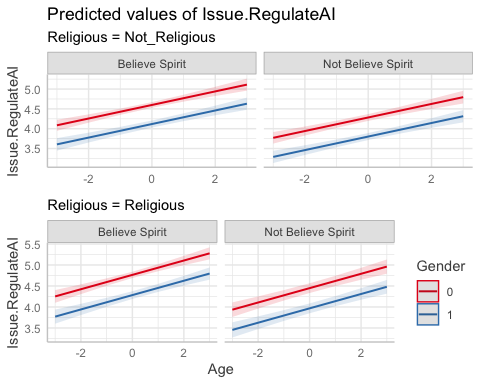 Predicted values of Issue.RegulateAI
Religious = Not_Religious
Believe Spirit
Not Believe Spirit
Issue.RegulateAI
5.0
4.5
4.0
3.5
-2 0 2
-2 0 2
Religious = Religious
Believe Spirit
Not Believe Spirit
Issue.RegulateAI
5.5
5.0
4.5
4.0
3.5
-2 0 2
-2 0 2
Age
Gender
0
1